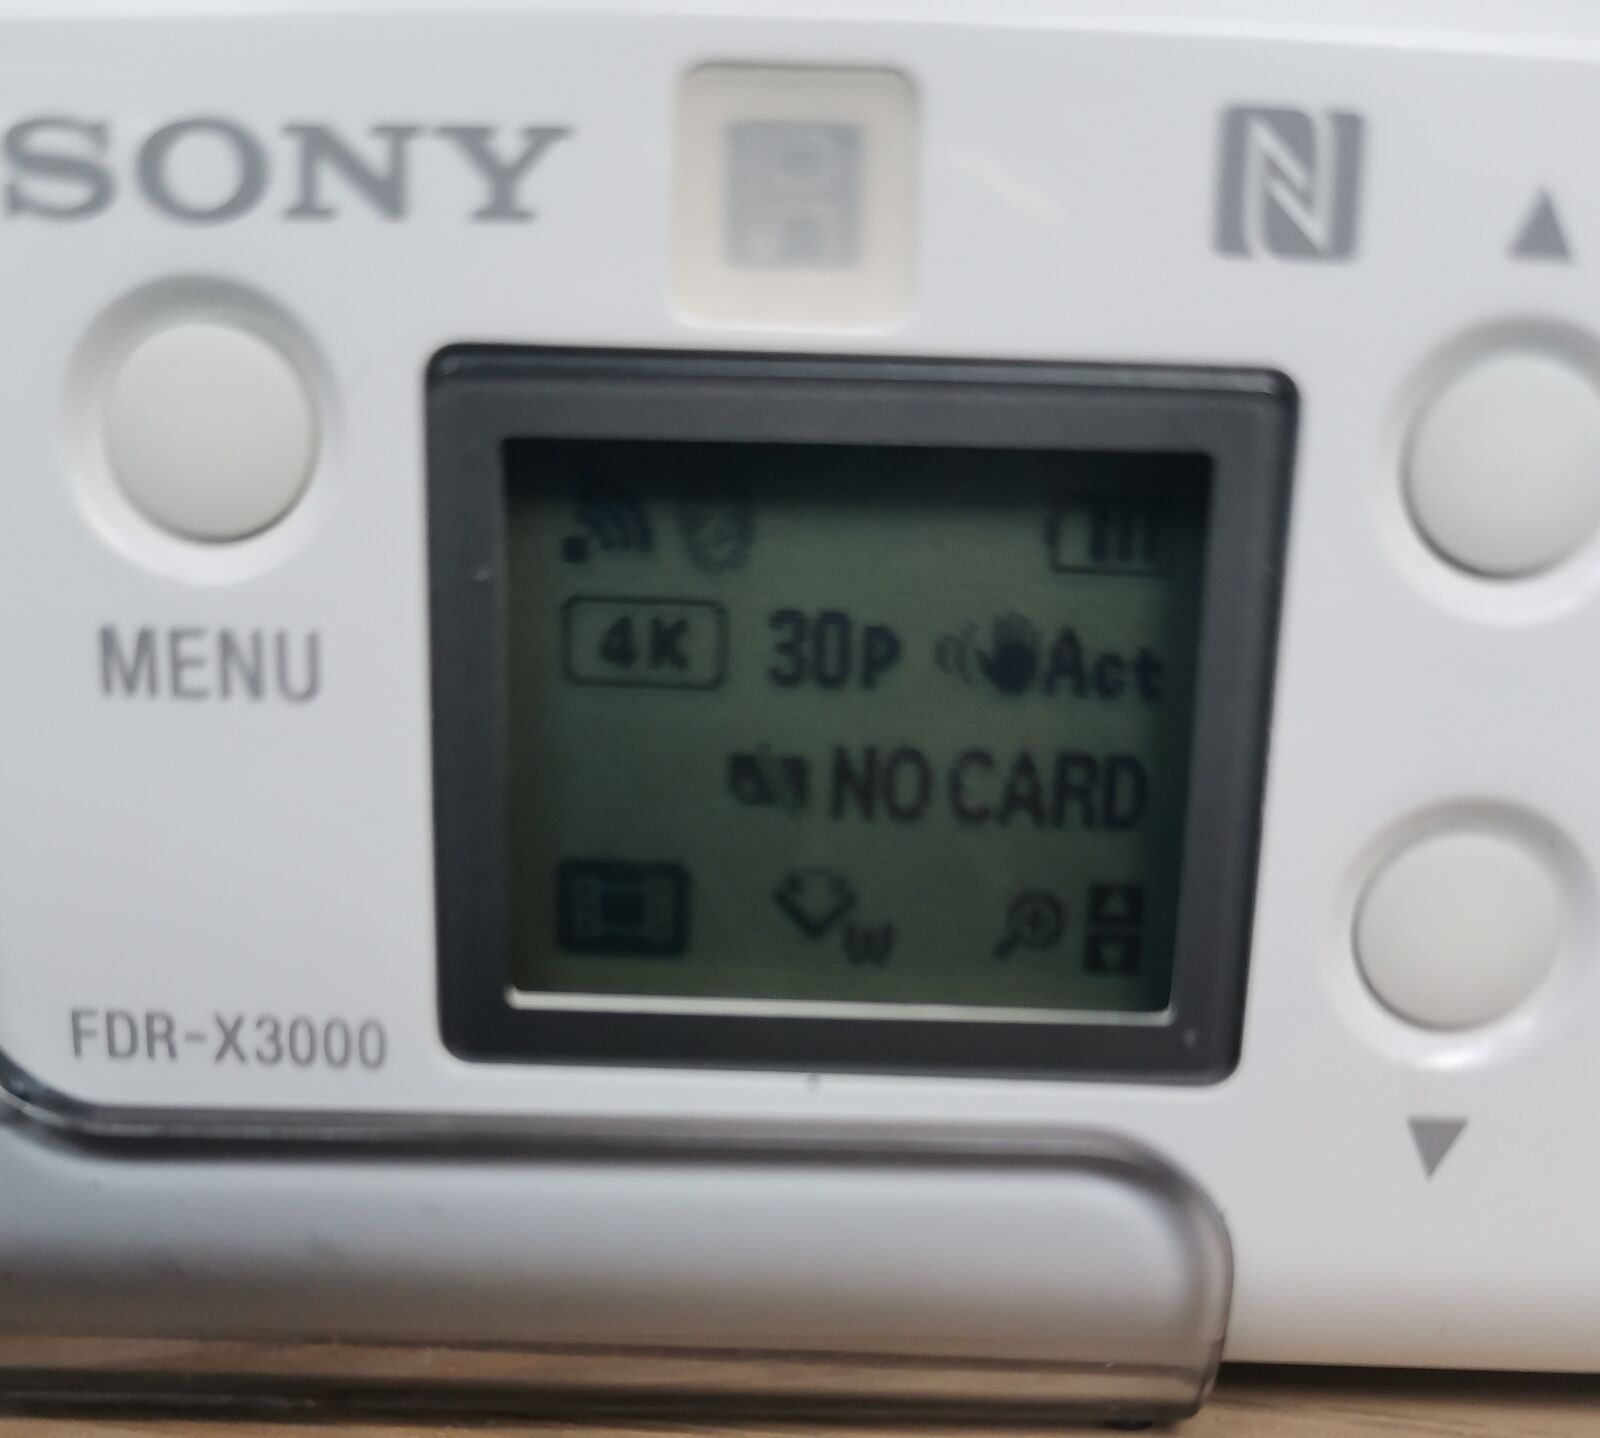 SONY
MENU
4K 30P Act
NO CARD
W
FDR-X3000